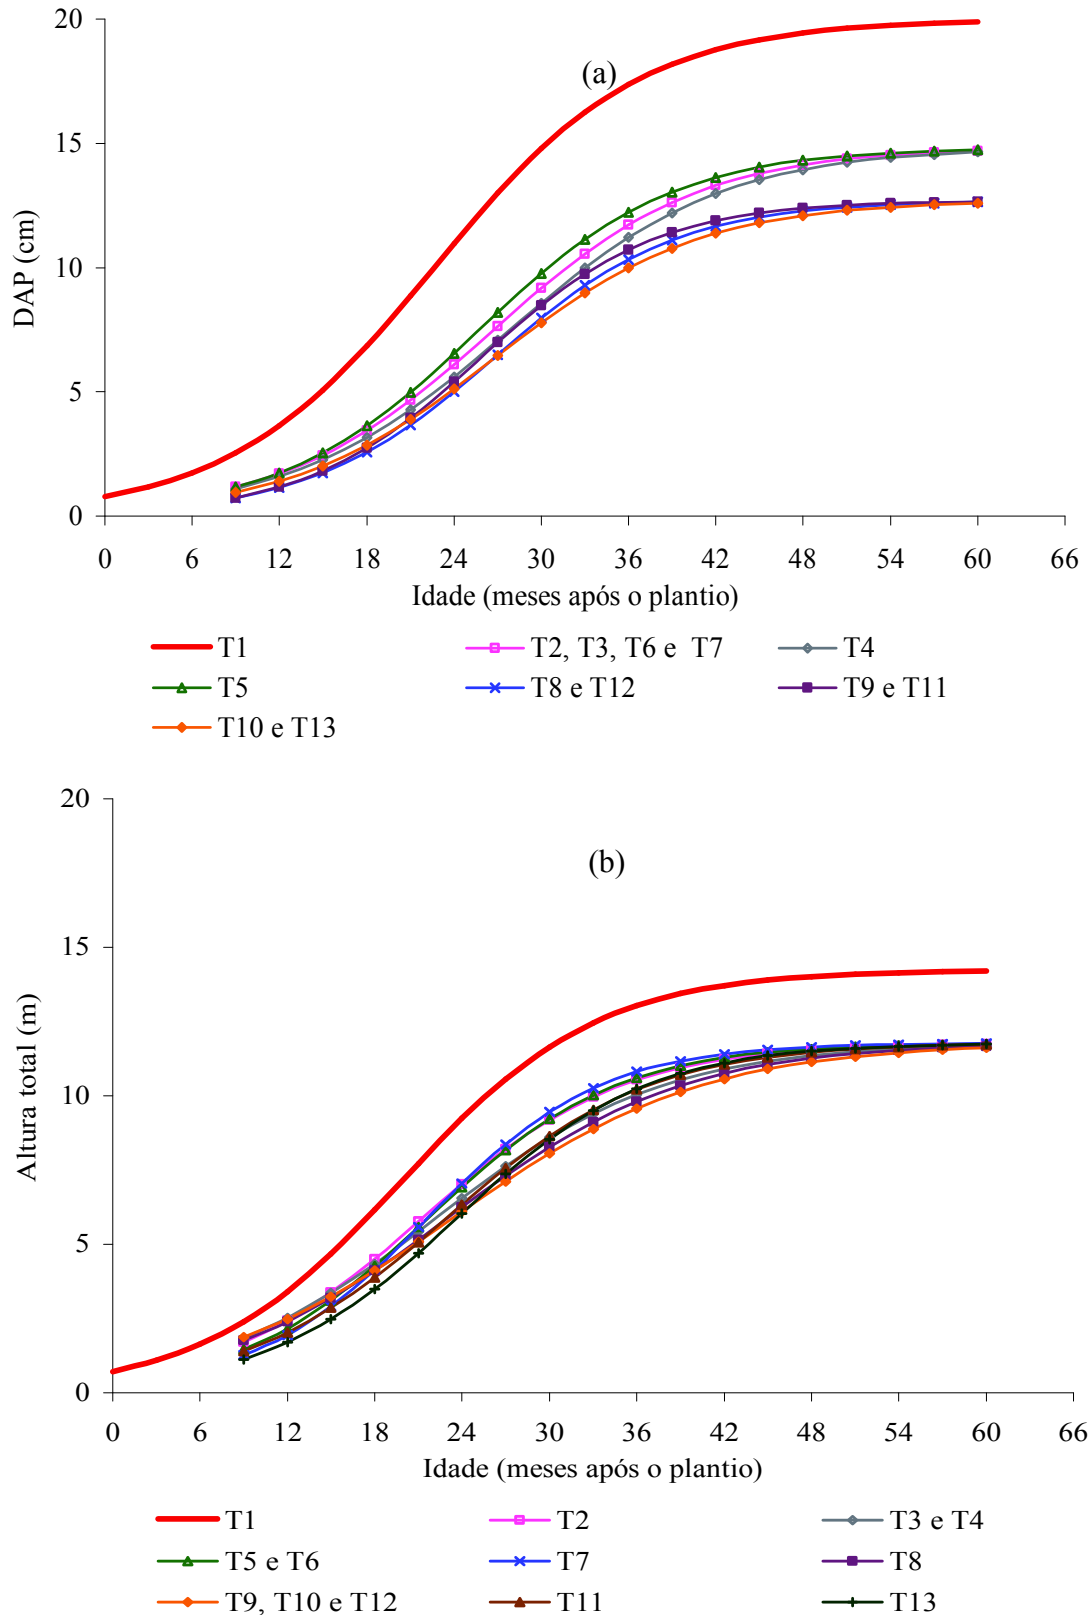 20
(a)
15
DAP (cm)
10
5
0
0 6 12 18 24 30 36 42 48 54 60 66
Idade (meses após o plantio)
T1 T2, T3, T6 e T7 T4
T5 T8 e T12 T9 e T11
T10 e T13
20
(b)
15
Altura total (m)
10
5
0
0 6 12 18 24 30 36 42 48 54 60 66
Idade (meses após o plantio)
T1 T2 T3 e T4
T5 e T6 T7 T8
T9, T10 e T12 T11 T13